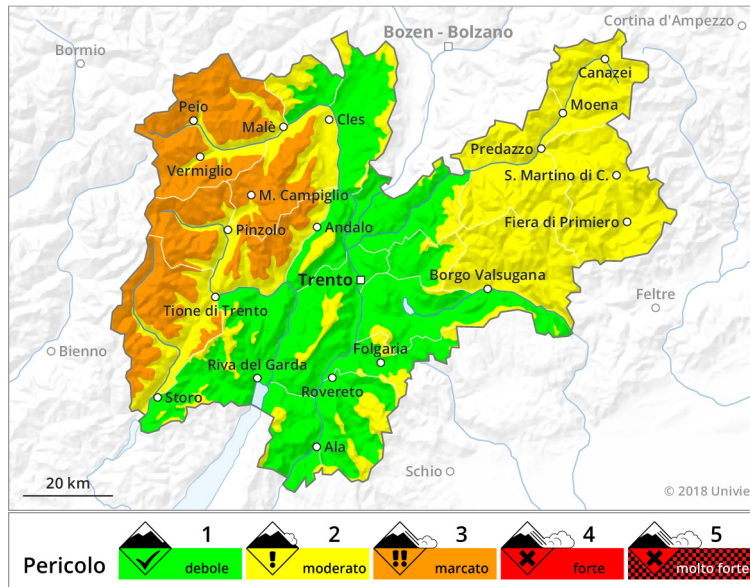 Cortina d'Ampezzo
Bozen - Bolzano
Bormio
Canazei
Peio
Moena
Malè
Cles
Predazzo
Vermiglio
S. Martino di C.
M. Campiglio
Fiera di Primiero
Pinzolo
Andalo
Trento
Borgo Valsugana
Feltre
Tione di Trento
Bienno
Folgaria
Riva del Garda
Rovereto
Storo
Ala
Schio
20 km
© 2018 Univie
1 2 3 4 5
Pericolo
debole ! moderato !! marcato forte molto forte